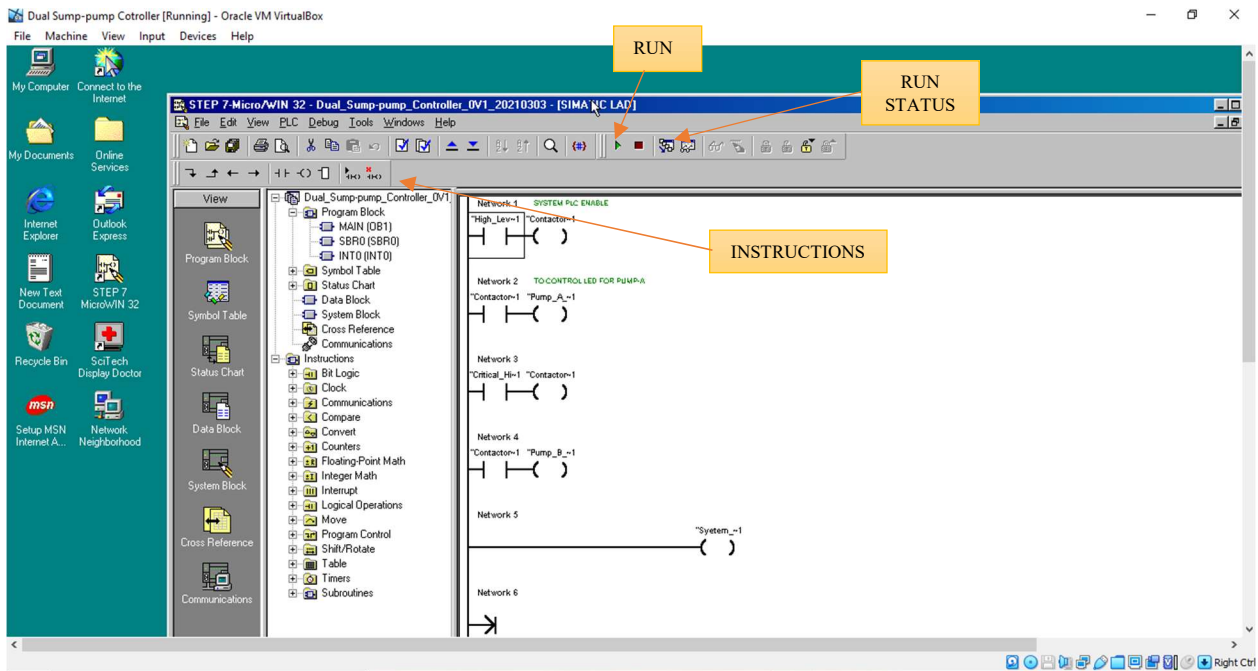 Dual Sump-pump Cotroller [Running] - Oracle VM VirtualBox
File Machine View Input Devices Help
RUN
RUN
STATUS
INSTRUCTIONS
My Computer
Connect to the
Internet
My Documents
Online
Services
Internet
Explorer
Outlook
Express
New Text
Document
STEP 7
MicroWIN 32
Recycle Bin
SciTech
Display Doctor
msn
Setup MSN
Internet A...
Network
Neighborhood
STEP 7-Micro/WIN 32 - Dual_Sump-pump_Controller_0V1_20210303 - [SIMATIC LAD]
File Edit View PLC Debug Tools Windows Help
View
Program Block
Symbol Table
Status Chart
Data Block
System Block
Cross Reference
Communications
Dual_Sump-pump_Controller_0V1
Program Block
MAIN (OB1)
SBR0 (SBR0)
INT0 (INT0)
Symbol Table
Status Chart
Data Block
System Block
Cross Reference
Communications
Instructions
Bit Logic
Clock
Communications
Compare
Convert
Counters
Floating-Point Math
Integer Math
Interrupt
Logical Operations
Move
Program Control
Shift/Rotate
Table
Timers
Subroutines
Network 1 SYSTEM PLC ENABLE
"High_Lev~1 "Contactor~1
Network 2 TO CONTROLLED FOR PUMP-A
"Contactor~1 "Pump_A_~1
Network 3
"Critical_Hi~1 "Contactor~1
Network 4
"Contactor~1 "Pump_B_~1
Network 5
"Syetem_~1
Network 6
Right Ctrl